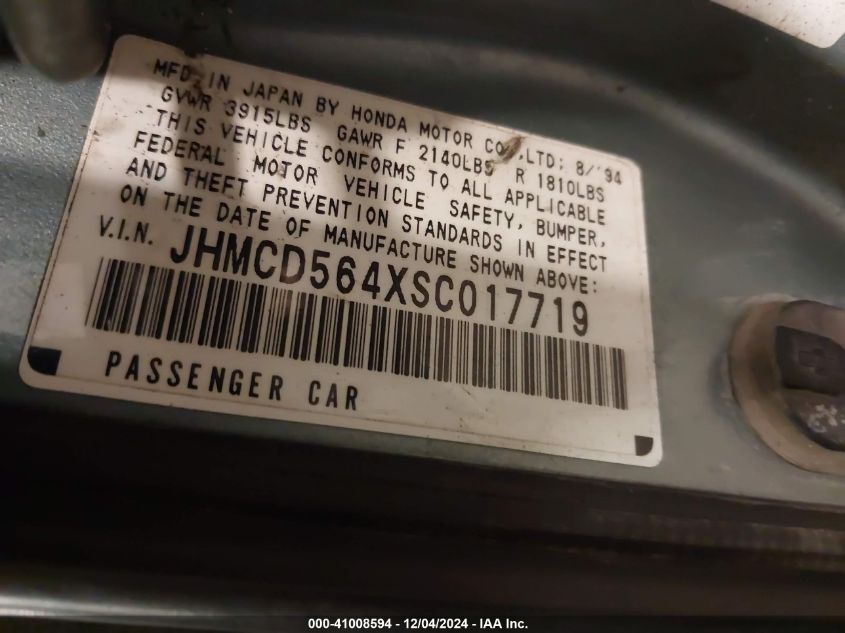 MFD. IN JAPAN BY HONDA MOTOR CO.,LTD; 8/'94
GVWR 3915LBS GAWR F 2140LBS R 1810LBS
THIS VEHICLE CONFORMS TO ALL APPLICABLE
FEDERAL MOTOR VEHICLE SAFETY, BUMPER,
AND THEFT PREVENTION STANDARDS IN EFFECT
ON THE DATE OF MANUFACTURE SHOWN ABOVE:
V.I.N. JHMCD564XSC017719
PASSENGER CAR
000-41008594 - 12/04/2024 - IAA Inc.